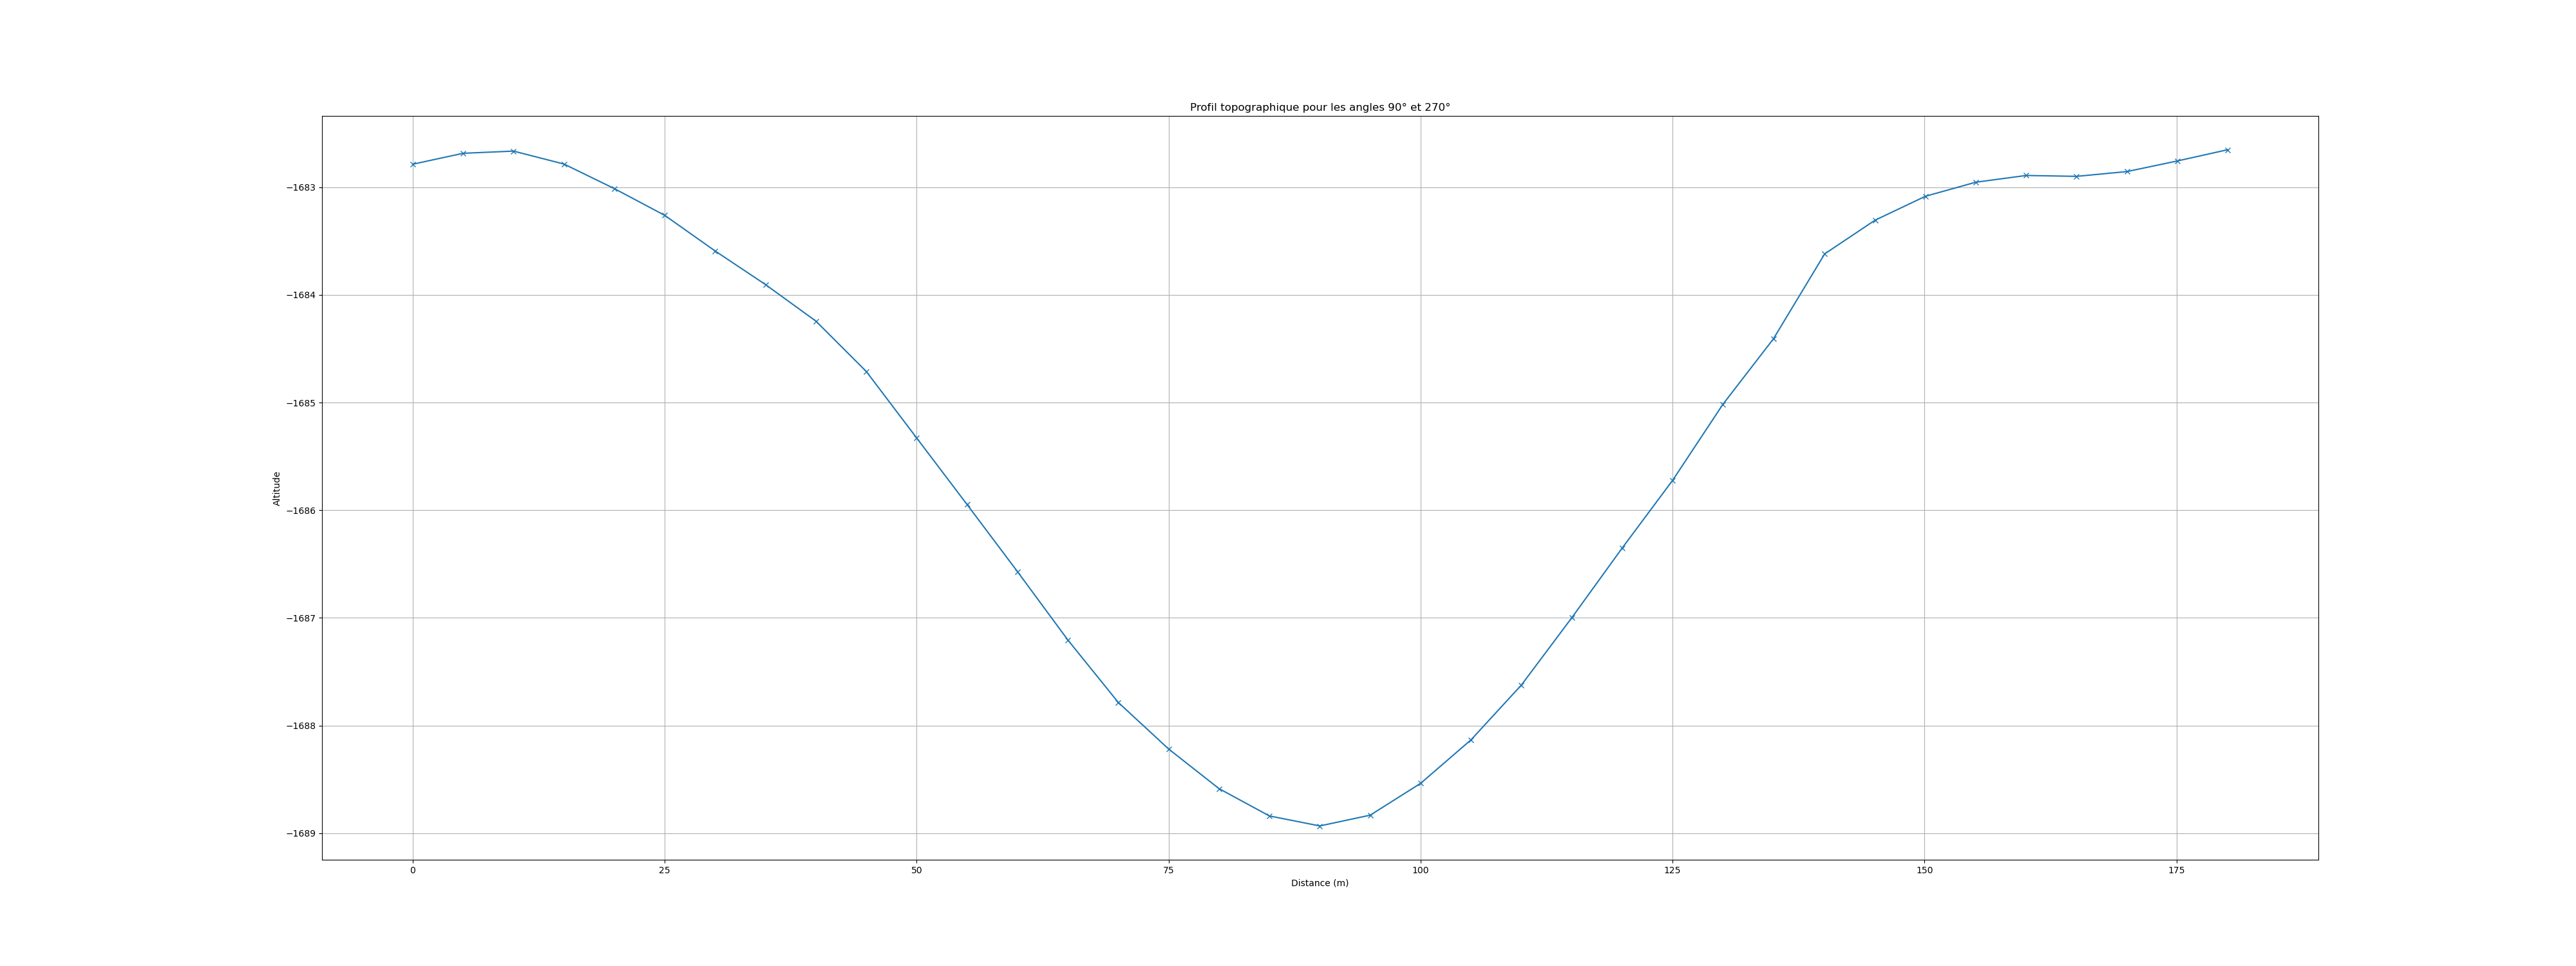 Profil topographique pour les angles 90° et 270°
−1683
−1684
−1685
−1686
−1687
−1688
−1689
Altitude
0 25 50 75 100 125 150 175
Distance (m)